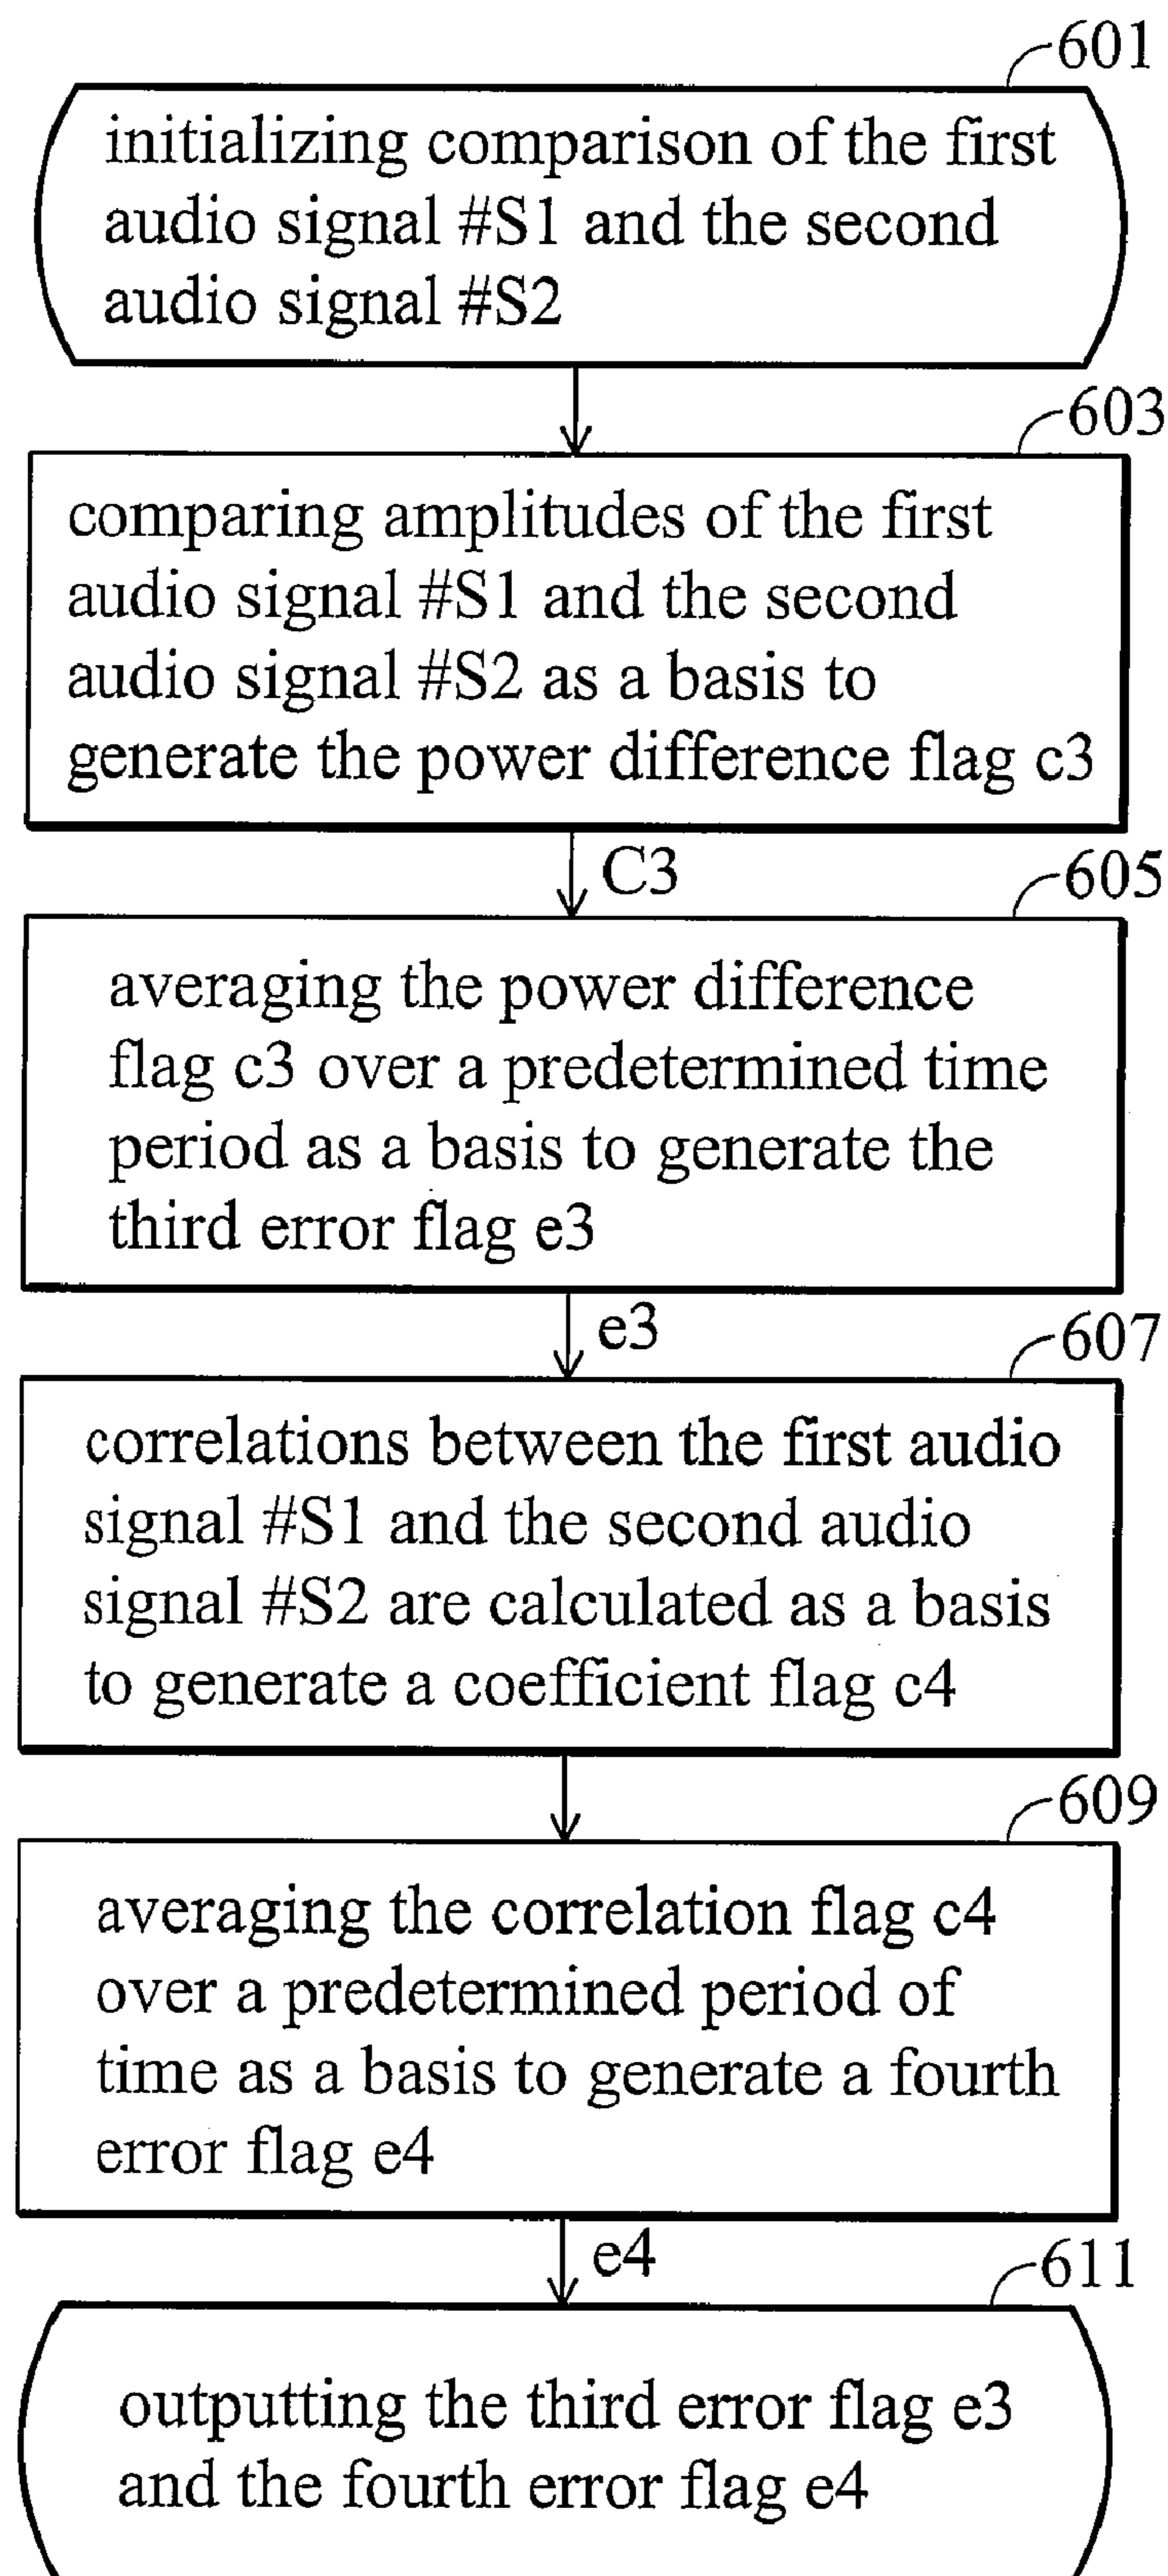 601
initializing comparison of the first
audio signal #S1 and the second
audio signal #S2
603
comparing amplitudes of the first
audio signal #S1 and the second
audio signal #S2 as a basis to
generate the power difference flag c3
C3
605
averaging the power difference
flag c3 over a predetermined time
period as a basis to generate the
third error flag e3
e3
607
correlations between the first audio
signal #S1 and the second audio
signal #S2 are calculated as a basis
to generate a coefficient flag c4
609
averaging the correlation flag c4
over a predetermined period of
time as a basis to generate a fourth
error flag e4
e4
611
outputting the third error flag e3
and the fourth error flag e4